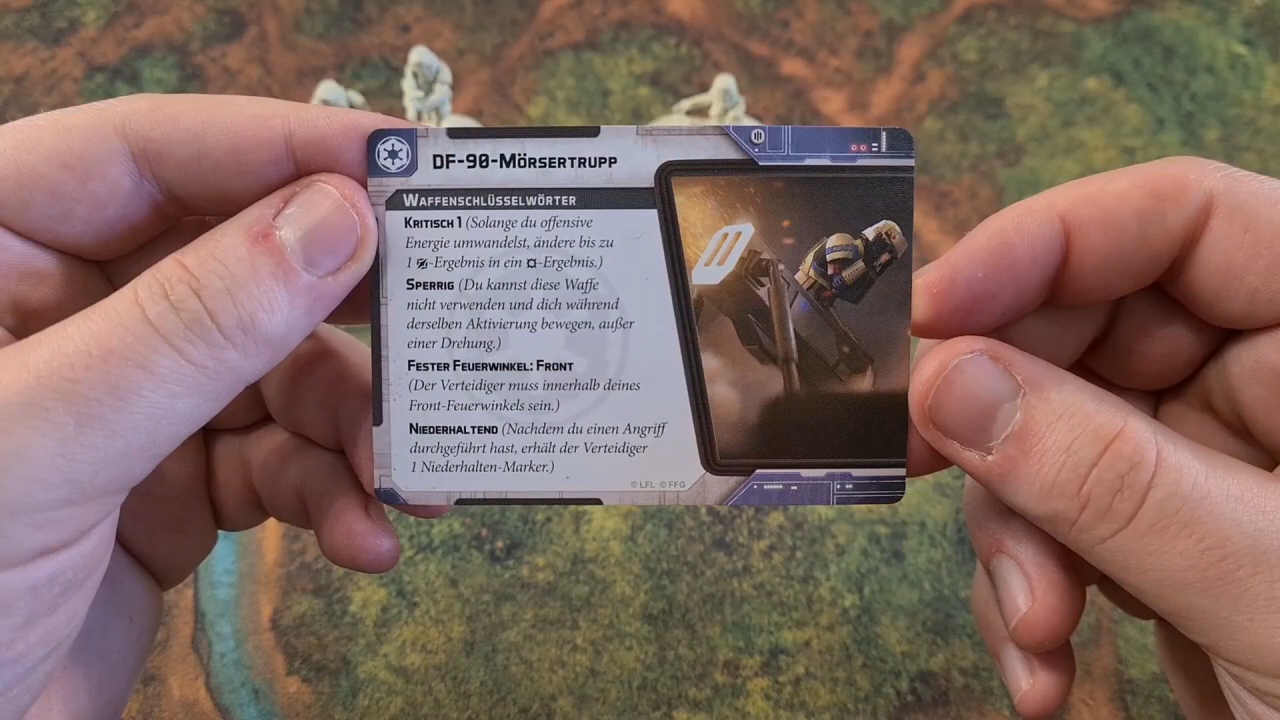 DF-90-Mörsertrupp
Waffenschlüsselwörter
Kritisch 1 (Solange du offensive
Energie umwandelst, ändere bis zu
1 -Ergebnis in ein -Ergebnis.)
Sperrig (Du kannst diese Waffe
nicht verwenden und dich während
derselben Aktivierung bewegen, außer
einer Drehung.)
Fester Feuerwinkel: Front
(Der Verteidiger muss innerhalb deines
Front-Feuerwinkels sein.)
Niederhaltend (Nachdem du einen Angriff
durchgeführt hast, erhält der Verteidiger
1 Niederhalten-Marker.)
© LFL © FFG